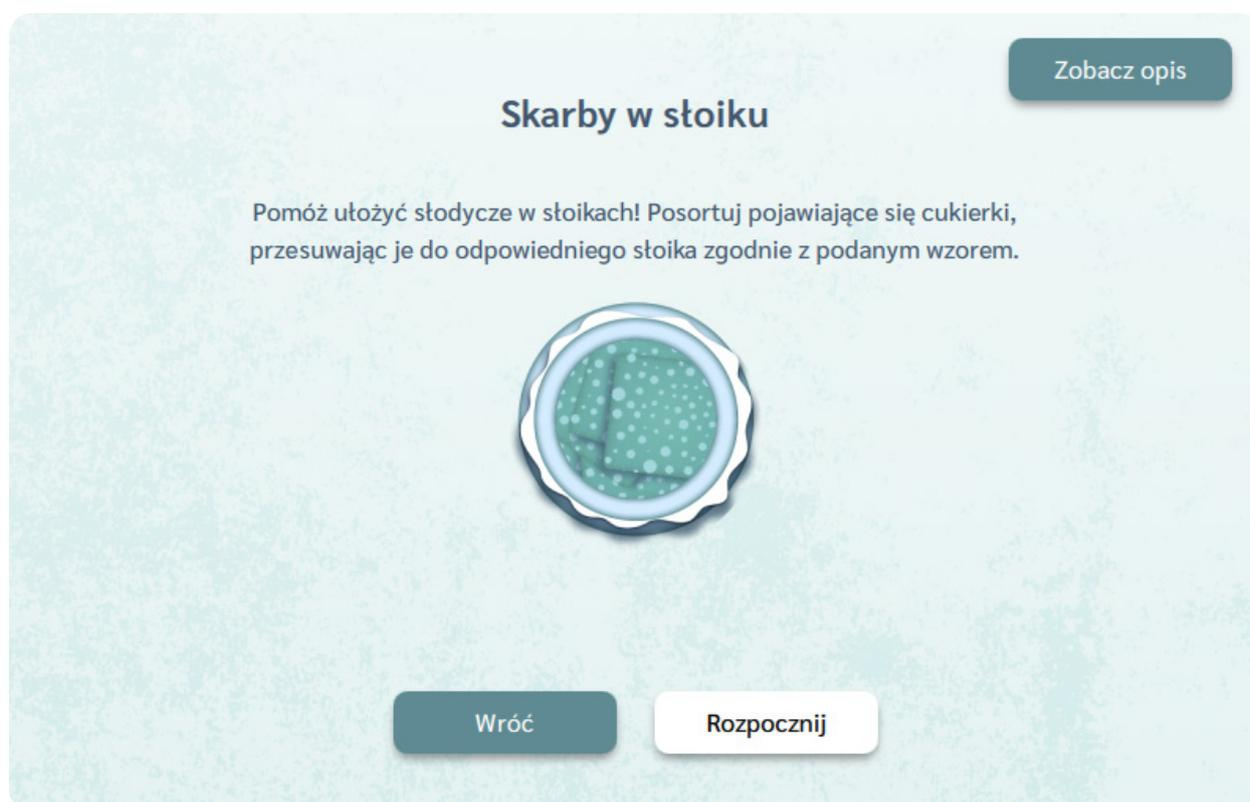 Zobacz opis
Skarby w słoiku
Pomóż ułożyć słodycze w słoikach! Posortuj pojawiające się cukierki,
przesuwając je do odpowiedniego słoika zgodnie z podanym wzorem.
Wróć
Rozpocznij